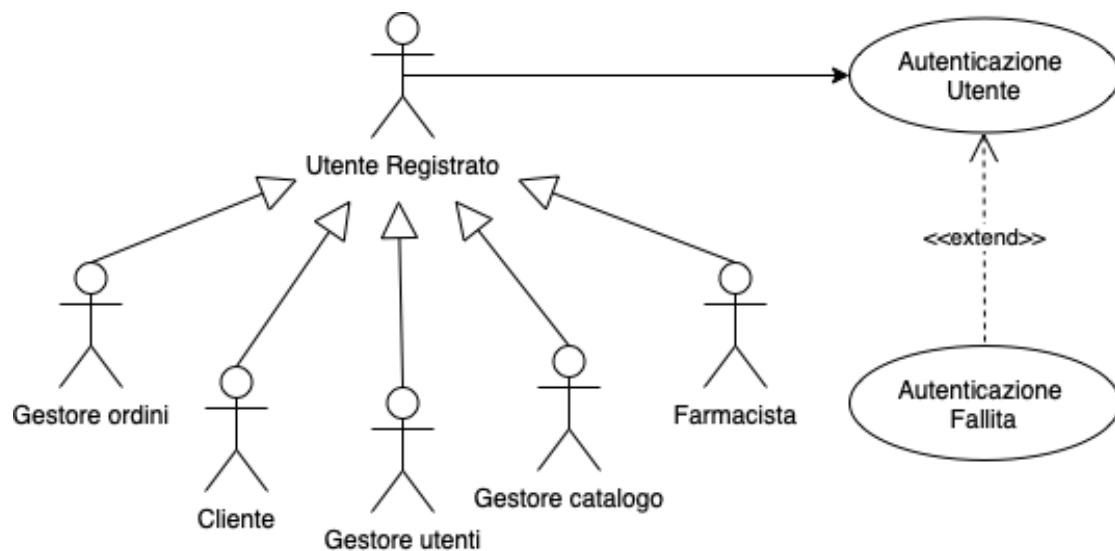 Autenticazione
Utente
Utente Registrato
<<extend>>
Gestore ordini
Cliente
Gestore utenti
Gestore catalogo
Farmacista
Autenticazione
Fallita